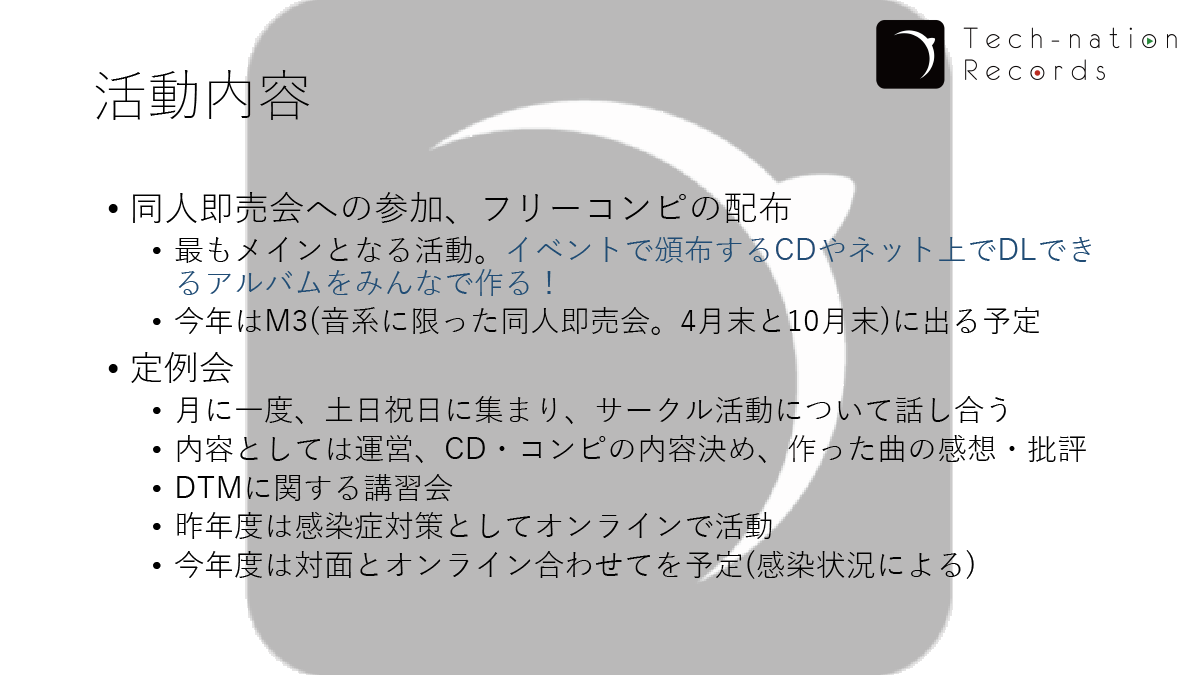 Tech-nation
Records
活動内容
• 同人即売会への参加、フリーコンピの配布
• 最もメインとなる活動。イベントで頒布するCDやネット上でDLでき
るアルバムをみんなで作る！
• 今年はM3(音系に限った同人即売会。4月末と10月末)に出る予定
• 定例会
• 月に一度、土日祝日に集まり、サークル活動について話し合う
• 内容としては運営、CD・コンピの内容決め、作った曲の感想・批評
• DTMに関する講習会
• 昨年度は感染症対策としてオンラインで活動
• 今年度は対面とオンライン合わせてを予定(感染状況による)